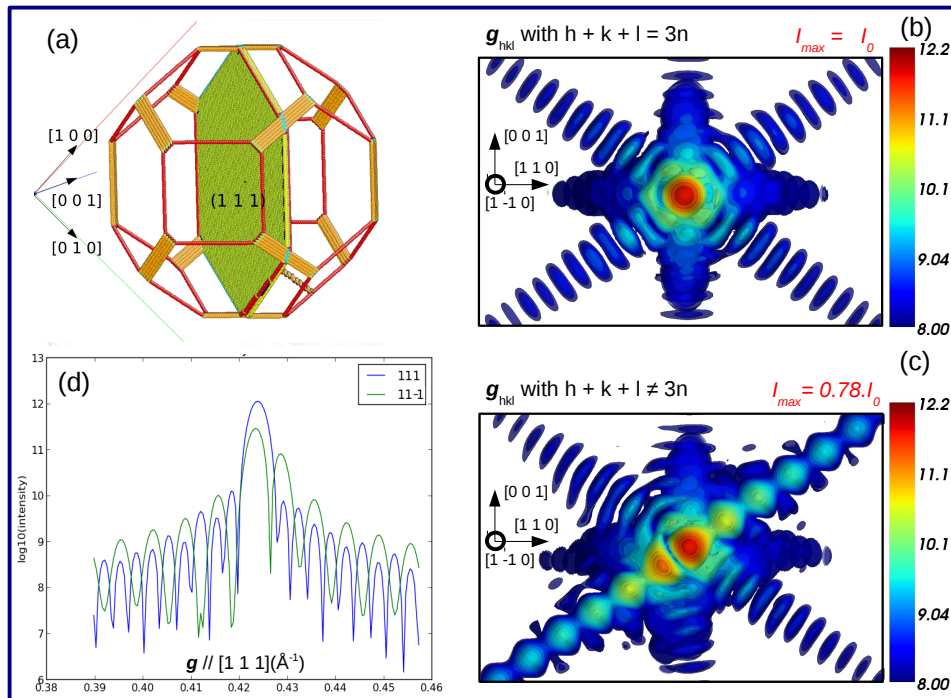 (a)
[1 0 0]
[0 0 1]
[0 1 0]
(1 1 1)
(b)
g_hkl with h + k + l = 3n
I_max = I_0
[0 0 1]
[1 1 0]
[1 -1 0]
12.2
11.1
10.1
9.04
8.00
(c)
g_hkl with h + k + l ≠ 3n
I_max = 0.78.I_0
[0 0 1]
[1 1 0]
[1 -1 0]
12.2
11.1
10.1
9.04
8.00
(d)
111
11-1
13
12
11
10
9
8
7
6
log10(intensity)
0.39
0.40
0.41
0.42
0.43
0.44
0.45
0.46
g // [1 1 1](Å⁻¹)